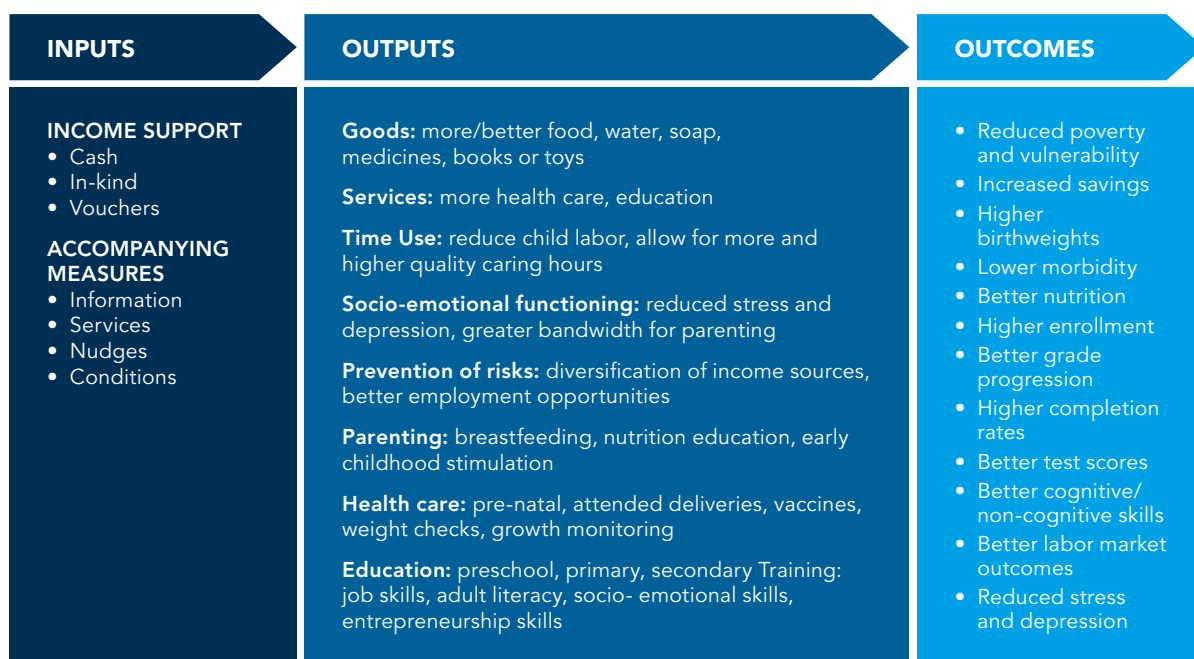 INPUTS
OUTPUTS
OUTCOMES
INCOME SUPPORT
• Cash
• In-kind
• Vouchers
ACCOMPANYING
MEASURES
• Information
• Services
• Nudges
• Conditions
Goods: more/better food, water, soap,
medicines, books or toys
Services: more health care, education
Time Use: reduce child labor, allow for more and
higher quality caring hours
Socio-emotional functioning: reduced stress and
depression, greater bandwidth for parenting
Prevention of risks: diversification of income sources,
better employment opportunities
Parenting: breastfeeding, nutrition education, early
childhood stimulation
Health care: pre-natal, attended deliveries, vaccines,
weight checks, growth monitoring
Education: preschool, primary, secondary Training:
job skills, adult literacy, socio- emotional skills,
entrepreneurship skills
• Reduced poverty
and vulnerability
• Increased savings
• Higher
birthweights
• Lower morbidity
• Better nutrition
• Higher enrollment
• Better grade
progression
• Higher completion
rates
• Better test scores
• Better cognitive/
non-cognitive skills
• Better labor market
outcomes
• Reduced stress
and depression